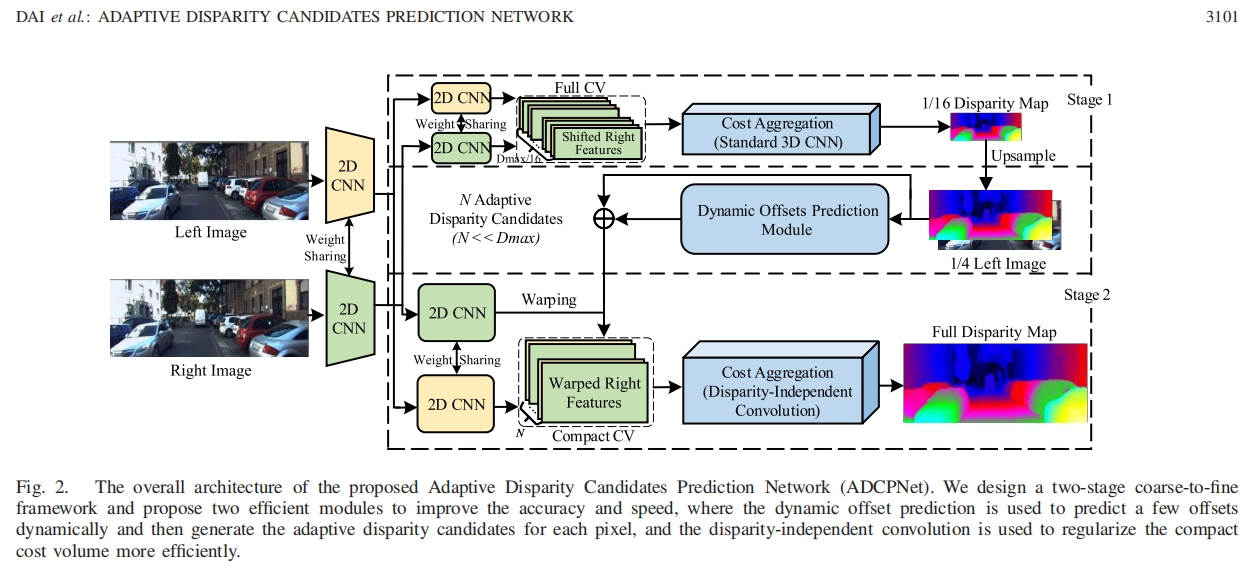 DAI et al.: ADAPTIVE DISPARITY CANDIDATES PREDICTION NETWORK
3101
Full CV
2D CNN
Weight Sharing
2D CNN
Dmax/16
Shifted Right
Features
Cost Aggregation
(Standard 3D CNN)
1/16 Disparity Map
Stage 1
Upsample
2D
CNN
Left Image
Weight
Sharing
N Adaptive
Disparity Candidates
(N<<Dmax)
Dynamic Offsets Prediction
Module
1/4 Left Image
Stage 2
2D
CNN
Right Image
2D CNN
Warping
Weight Sharing
2D CNN
N
Warped Right
Features
Compact CV
Cost Aggregation
(Disparity-Independent
Convolution)
Full Disparity Map
Fig. 2. The overall architecture of the proposed Adaptive Disparity Candidates Prediction Network (ADCPNet). We design a two-stage coarse-to-fine
framework and propose two efficient modules to improve the accuracy and speed, where the dynamic offset prediction is used to predict a few offsets
dynamically and then generate the adaptive disparity candidates for each pixel, and the disparity-independent convolution is used to regularize the compact
cost volume more efficiently.